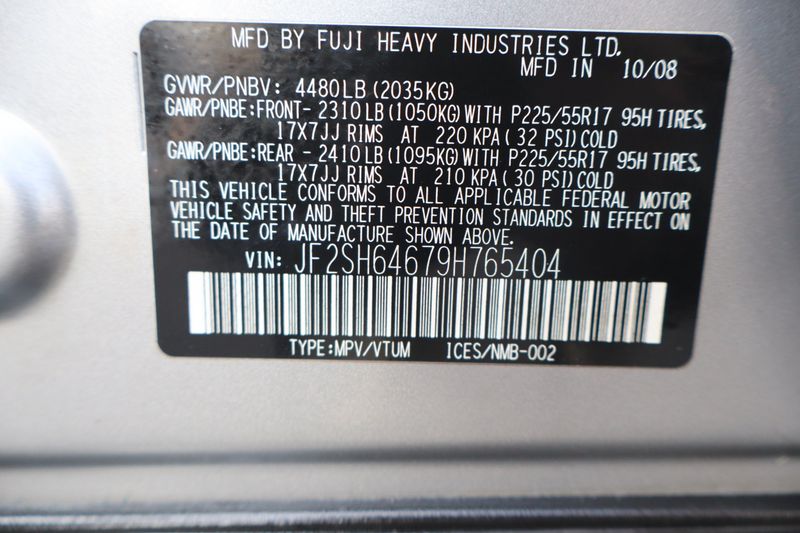 MFD BY FUJI HEAVY INDUSTRIES LTD.
MFD IN 10/08
GVWR/PNBV: 4480LB (2035KG)
GAWR/PNBE:FRONT- 2310LB (1050KG) WITH P225/55R17 95H TIRES,
17X7JJ RIMS AT 220 KPA ( 32 PSI) COLD
GAWR/PNBE:REAR - 2410LB (1095KG) WITH P225/55R17 95H TIRES,
17X7JJ RIMS AT 210 KPA ( 30 PSI) COLD
THIS VEHICLE CONFORMS TO ALL APPLICABLE FEDERAL MOTOR
VEHICLE SAFETY AND THEFT PREVENTION STANDARDS IN EFFECT ON
THE DATE OF MANUFACTURE SHOWN ABOVE.
VIN: JF2SH64679H765404
TYPE:MPV/VTUM ICES/NMB-002